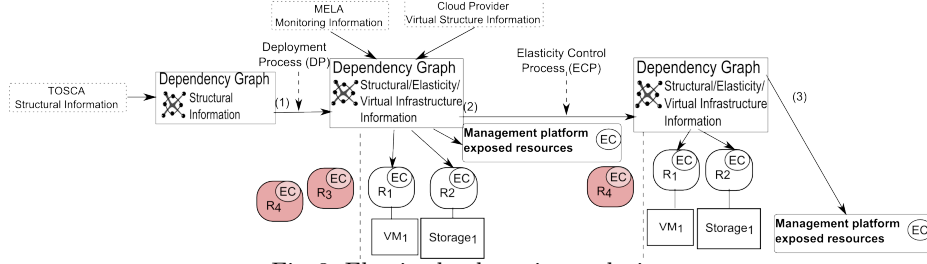 MELA
Monitoring Information
Cloud Provider
Virtual Structure Information
Deployment
Process (DP)
Elasticity Control
Process (ECP)
TOSCA
Structural Information
Dependency Graph
Structural
Information
(1)
Dependency Graph
Structural/Elasticity/
Virtual Infrastructure
Information
(2)
Dependency Graph
Structural/Elasticity/
Virtual Infrastructure
Information
(3)
Management platform
exposed resources
EC
EC
R4
EC
R3
EC
R1
EC
R2
EC
R4
EC
R1
EC
R2
VM1
Storage1
VM1
Storage1
Management platform
exposed resources
EC